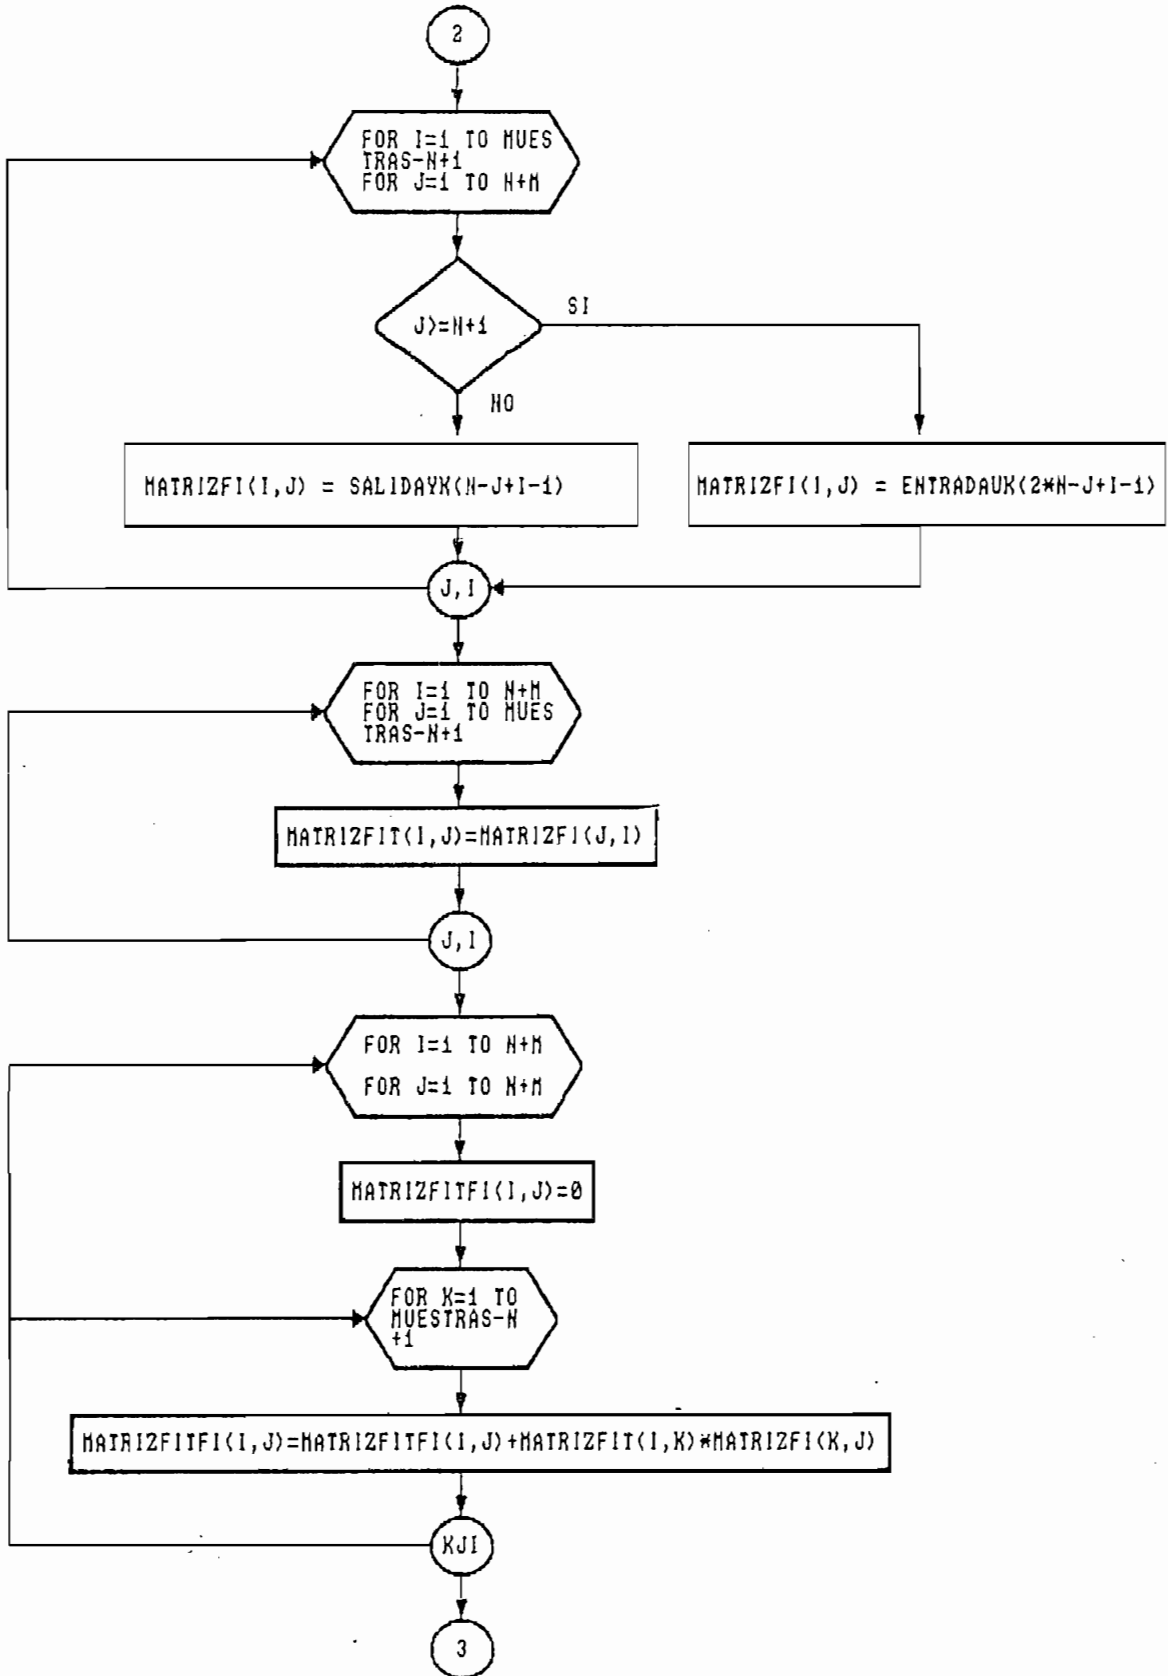 2
FOR I=1 TO MUES
TRAS-N+1
FOR J=1 TO N+M
J>=N+1
SI
NO
MATRIZFI(I,J) = SALIDAYK(N-J+I-1)
MATRIZFI(I,J) = ENTRADAUK(2*N-J+I-1)
J,I
FOR I=1 TO N+M
FOR J=1 TO MUES
TRAS-N+1
MATRIZFIT(I,J)=MATRIZFI(J,I)
J,I
FOR I=1 TO N+M
FOR J=1 TO N+M
MATRIZFITFI(I,J)=0
FOR K=1 TO
MUESTRAS-N
+1
MATRIZFITFI(I,J)=MATRIZFITFI(I,J)+MATRIZFIT(I,K)*MATRIZFI(K,J)
KJI
3